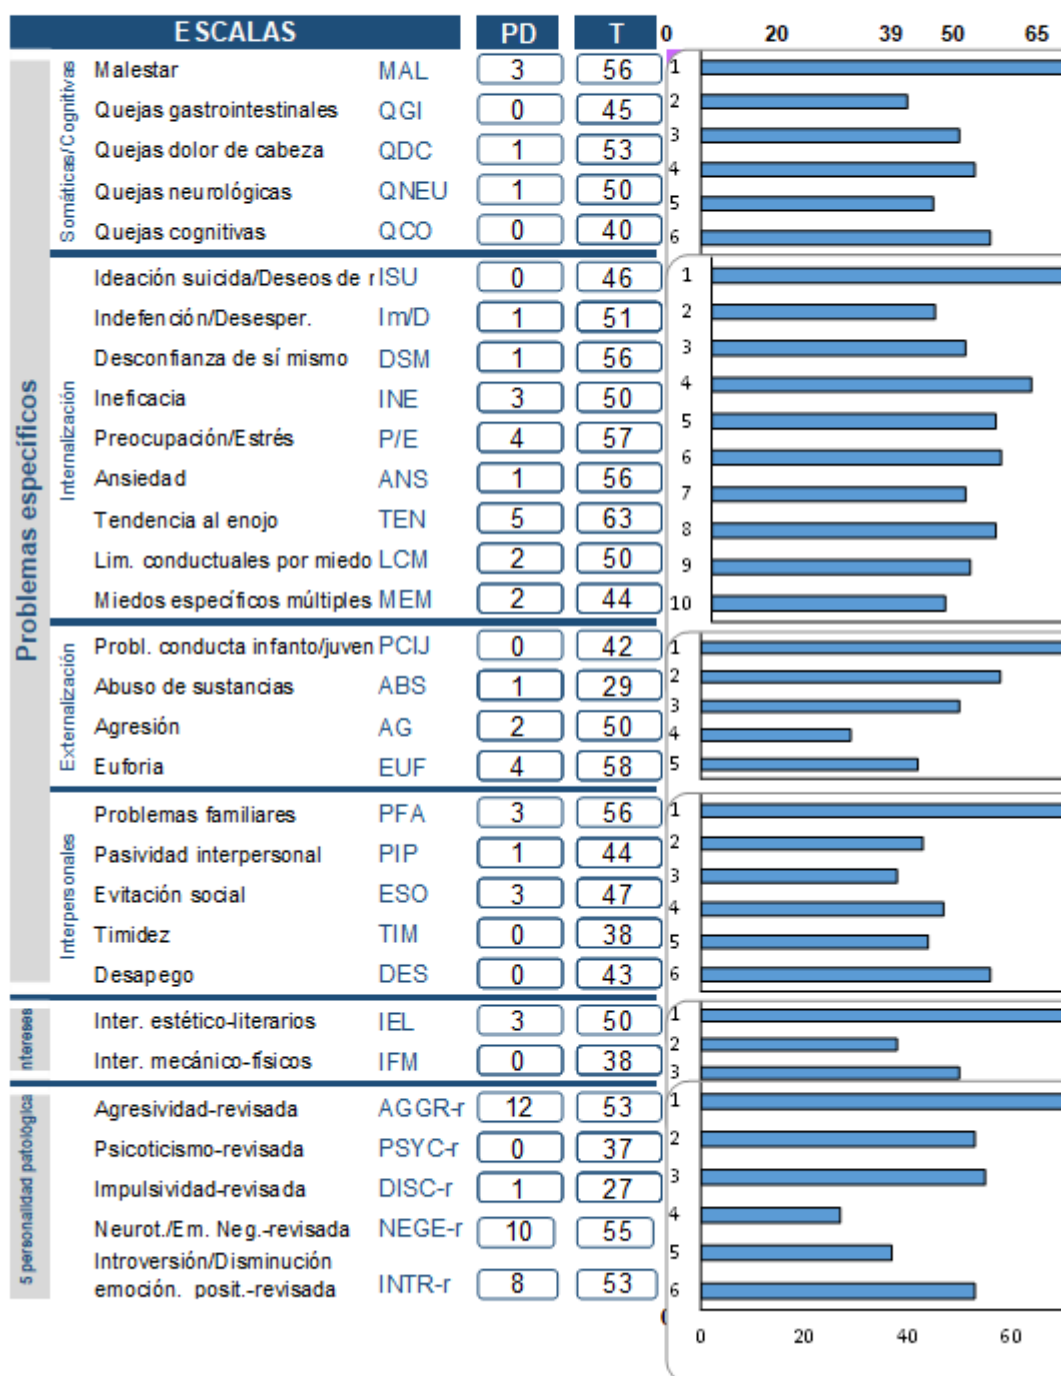 ESCALAS PD T 0 20 39 50 65
Problemas específicos
Somáticas/Cognitivas
Malestar MAL 3 56 1
Quejas gastrointestinales QGI 0 45 2
Quejas dolor de cabeza QDC 1 53 3
4
Quejas neurológicas QNEU 1 50 5
Quejas cognitivas QCO 0 40 6
Internalización
Ideación suicida/Deseos de r ISU 0 46 1
Indefención/Desesper. Im/D 1 51 2
Desconfianza de sí mismo DSM 1 56 3
Ineficacia INE 3 50 4
5
Preocupación/Estrés P/E 4 57 6
Ansiedad ANS 1 56 7
Tendencia al enojo TEN 5 63 8
Lim. conductuales por miedo LCM 2 50 9
Miedos específicos múltiples MEM 2 44 10
Externalización
Probl. conducta infanto/juven PCIJ 0 42 1
Abuso de sustancias ABS 1 29 2
3
Agresión AG 2 50 4
Euforia EUF 4 58 5
Interpersonales
Problemas familiares PFA 3 56 1
Pasividad interpersonal PIP 1 44 2
3
Evitación social ESO 3 47 4
Timidez TIM 0 38 5
Desapego DES 0 43 6
ntereses
Inter. estético-literarios IEL 3 50 1
2
Inter. mecánico-físicos IFM 0 38 3
5 personalidad patológica
Agresividad-revisada AGGR-r 12 53 1
Psicoticismo-revisada PSYC-r 0 37 2
Impulsividad-revisada DISC-r 1 27 3
4
Neurot./Em. Neg.-revisada NEGE-r 10 55 5
Introversión/Disminución
emoción. posit.-revisada INTR-r 8 53 6
0 20 40 60